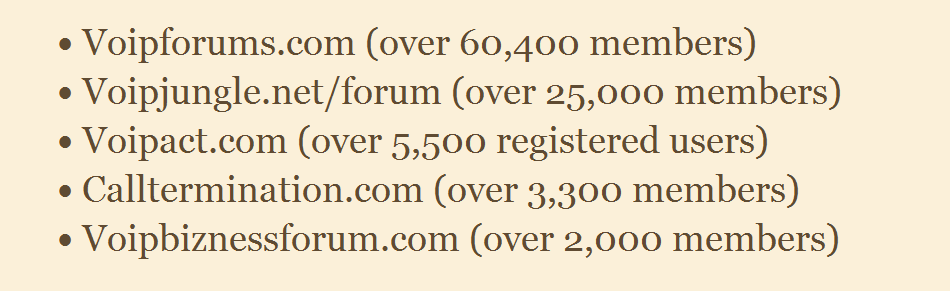 • Voipforums.com (over 60,400 members)
• Voipjungle.net/forum (over 25,000 members)
• Voipact.com (over 5,500 registered users)
• Calltermination.com (over 3,300 members)
• Voipbiznessforum.com (over 2,000 members)